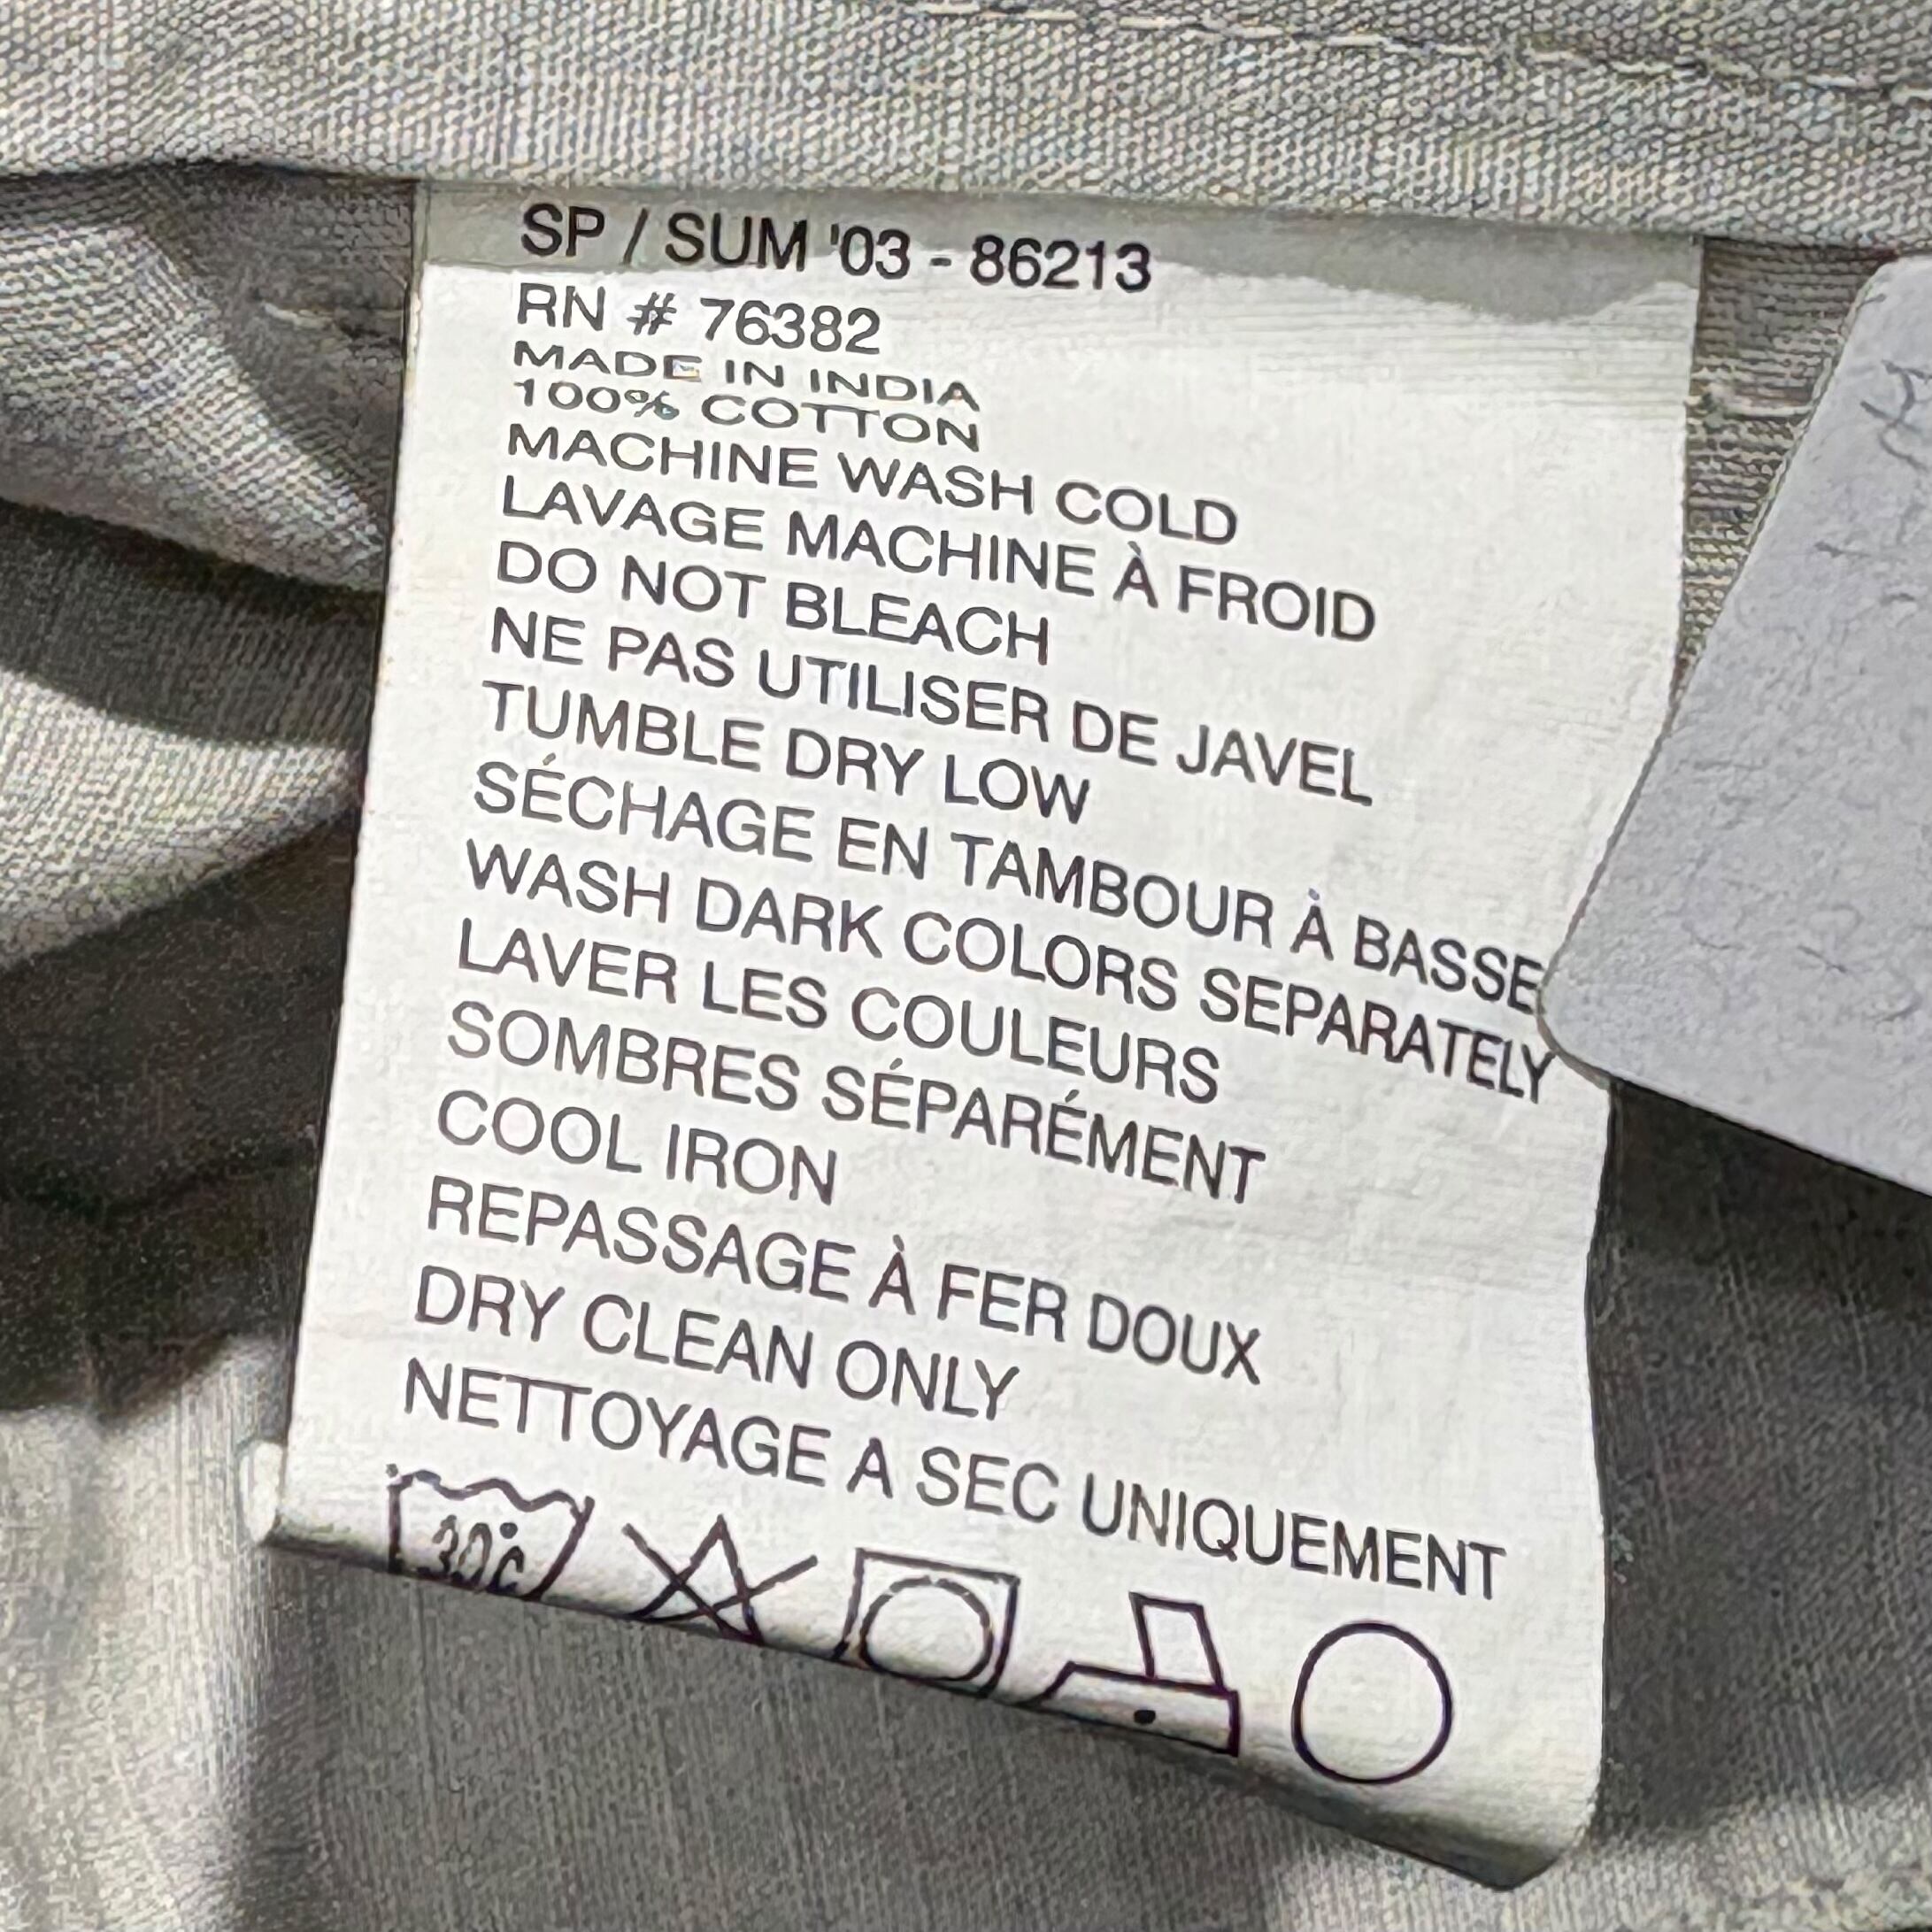 SP / SUM '03 - 86213
RN # 76382
MADE IN INDIA
100% COTTON
MACHINE WASH COLD
LAVAGE MACHINE À FROID
DO NOT BLEACH
NE PAS UTILISER DE JAVEL
TUMBLE DRY LOW
SÉCHAGE EN TAMBOUR À BASSE
WASH DARK COLORS SEPARATELY
LAVER LES COULEURS
SOMBRES SÉPARÉMENT
COOL IRON
REPASSAGE À FER DOUX
DRY CLEAN ONLY
NETTOYAGE A SEC UNIQUEMENT
30°C